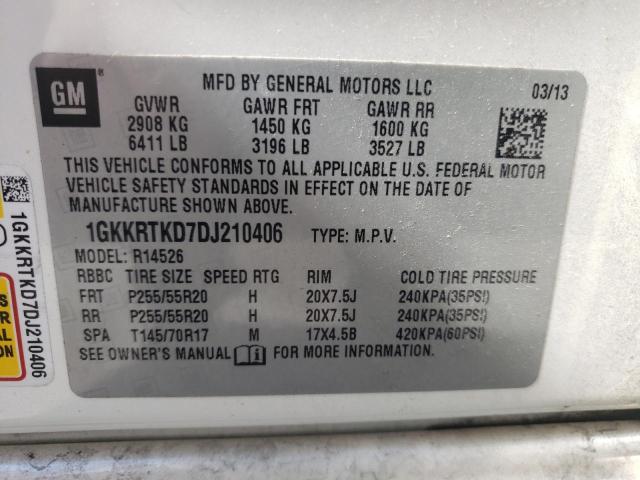 GM
MFD BY GENERAL MOTORS LLC
03/13
GVWR GAWR FRT GAWR RR
2908 KG 1450 KG 1600 KG
6411 LB 3196 LB 3527 LB
THIS VEHICLE CONFORMS TO ALL APPLICABLE U.S. FEDERAL MOTOR
VEHICLE SAFETY STANDARDS IN EFFECT ON THE DATE OF
MANUFACTURE SHOWN ABOVE.
1GKKRTKD7DJ210406 TYPE: M.P.V.
MODEL: R14526
RBBC TIRE SIZE SPEED RTG RIM COLD TIRE PRESSURE
FRT P255/55R20 H 20X7.5J 240KPA(35PSI)
RR P255/55R20 H 20X7.5J 240KPA(35PSI)
SPA T145/70R17 M 17X4.5B 420KPA(60PSI)
SEE OWNER'S MANUAL FOR MORE INFORMATION.
1GKKRTKD7DJ210406